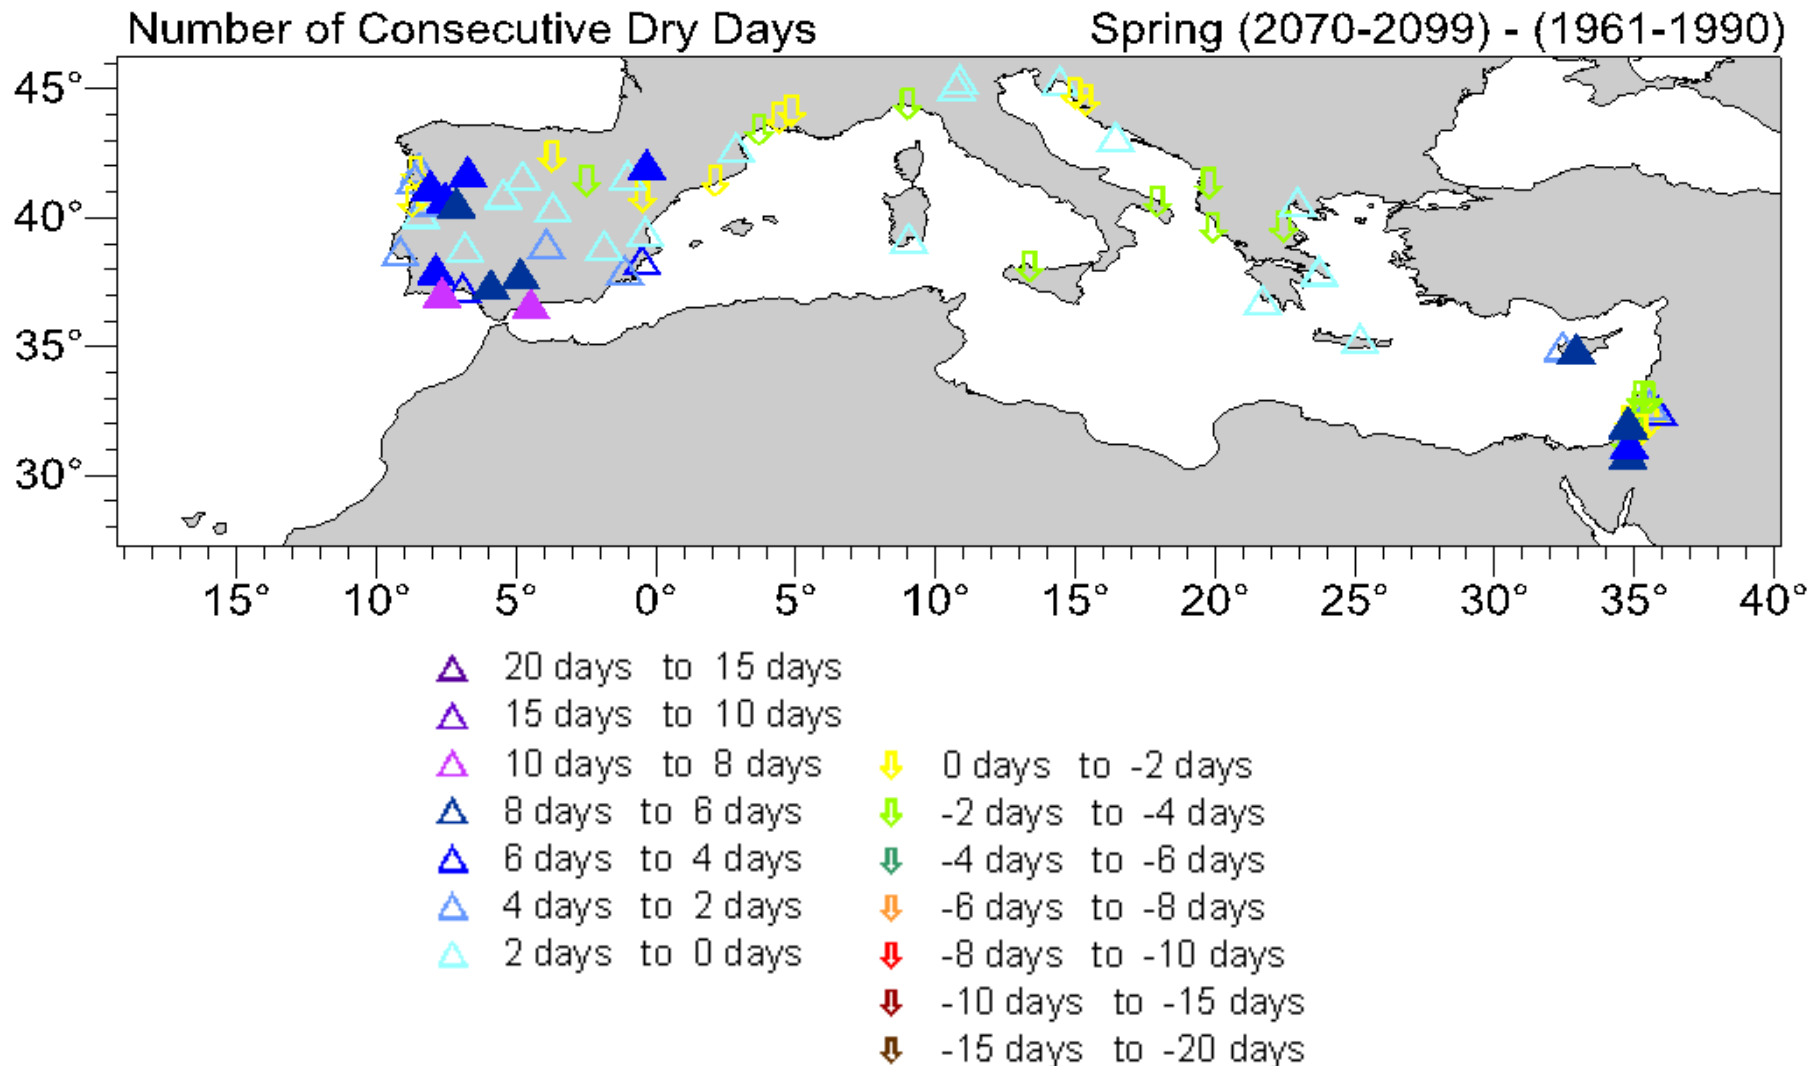 Number of Consecutive Dry Days Spring (2070-2099) - (1961-1990)
45°
40°
35°
30°
15° 10° 5° 0° 5° 10° 15° 20° 25° 30° 35° 40°
20 days to 15 days
15 days to 10 days
10 days to 8 days 0 days to -2 days
8 days to 6 days -2 days to -4 days
6 days to 4 days -4 days to -6 days
4 days to 2 days -6 days to -8 days
2 days to 0 days -8 days to -10 days
-10 days to -15 days
-15 days to -20 days